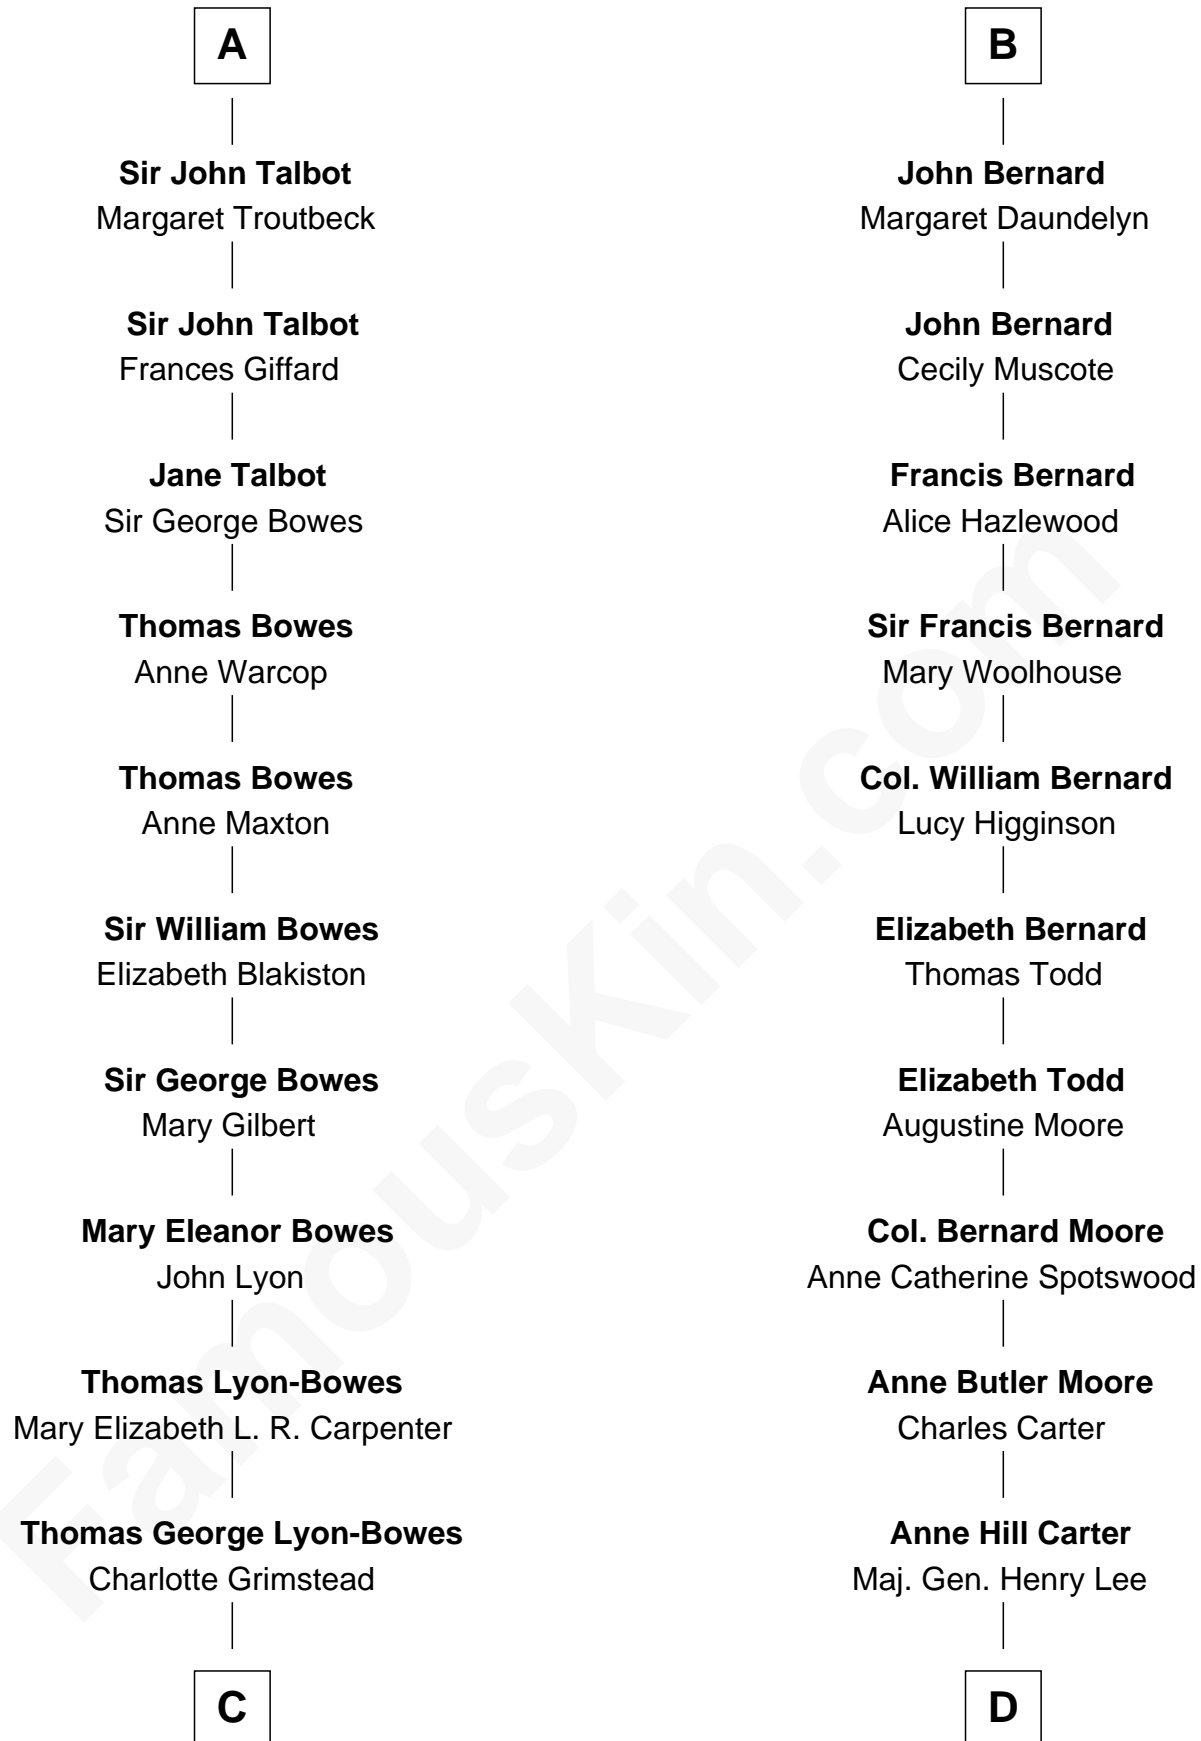 A
Sir John Talbot
Margaret Troutbeck
Sir John Talbot
Frances Giffard
Jane Talbot
Sir George Bowes
Thomas Bowes
Anne Warcop
Thomas Bowes
Anne Maxton
Sir William Bowes
Elizabeth Blakiston
Sir George Bowes
Mary Gilbert
Mary Eleanor Bowes
John Lyon
Thomas Lyon-Bowes
Mary Elizabeth L. R. Carpenter
Thomas George Lyon-Bowes
Charlotte Grimstead
C
B
John Bernard
Margaret Daundelyn
John Bernard
Cecily Muscote
Francis Bernard
Alice Hazlewood
Sir Francis Bernard
Mary Woolhouse
Col. William Bernard
Lucy Higginson
Elizabeth Bernard
Thomas Todd
Elizabeth Todd
Augustine Moore
Col. Bernard Moore
Anne Catherine Spotswood
Anne Butler Moore
Charles Carter
Anne Hill Carter
Maj. Gen. Henry Lee
D
FamousKin.com